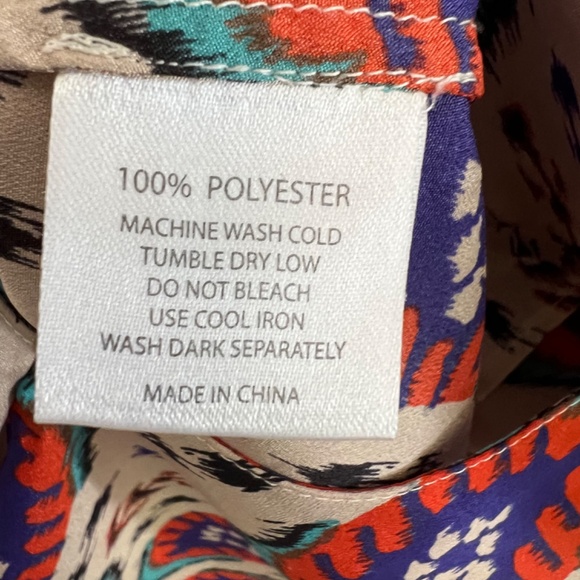 100% POLYESTER
MACHINE WASH COLD
TUMBLE DRY LOW
DO NOT BLEACH
USE COOL IRON
WASH DARK SEPARATELY
MADE IN CHINA